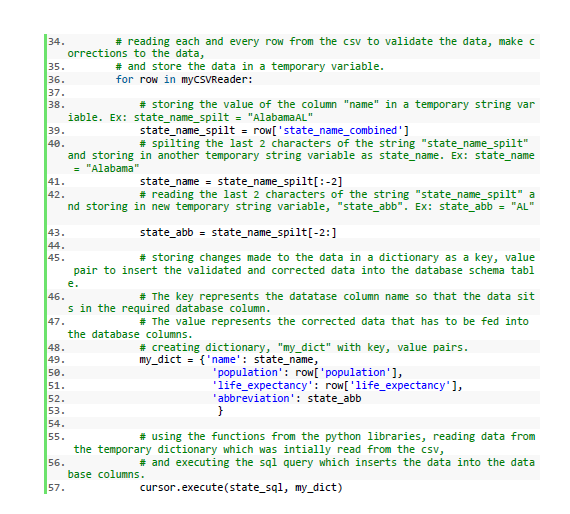 34.        # reading each and every row from the csv to validate the data, make c
orrections to the data,
35.        # and store the data in a temporary variable.
36.        for row in myCSVReader:
37.
38.            # storing the value of the column "name" in a temporary string var
iable. Ex: state_name_spilt = "AlabamaAL"
39.            state_name_spilt = row['state_name_combined']
40.            # spilting the last 2 characters of the string "state_name_spilt"
and storing in another temporary string variable as state_name. Ex: state_name
 = "Alabama"
41.            state_name = state_name_spilt[:-2]
42.            # reading the last 2 characters of the string "state_name_spilt" a
nd storing in new temporary string variable, "state_abb". Ex: state_abb = "AL"
43.            state_abb = state_name_spilt[-2:]
44.
45.            # storing changes made to the data in a dictionary as a key, value
 pair to insert the validated and corrected data into the database schema tabl
e.
46.            # The key represents the datatase column name so that the data sit
s in the required database column.
47.            # The value represents the corrected data that has to be fed into
the database columns.
48.            # creating dictionary, "my_dict" with key, value pairs.
49.            my_dict = {'name': state_name,
50.                       'population': row['population'],
51.                       'life_expectancy': row['life_expectancy'],
52.                       'abbreviation': state_abb
53.                        }
54.
55.            # using the functions from the python libraries, reading data from
 the temporary dictionary which was intially read from the csv,
56.            # and executing the sql query which inserts the data into the data
base columns.
57.            cursor.execute(state_sql, my_dict)